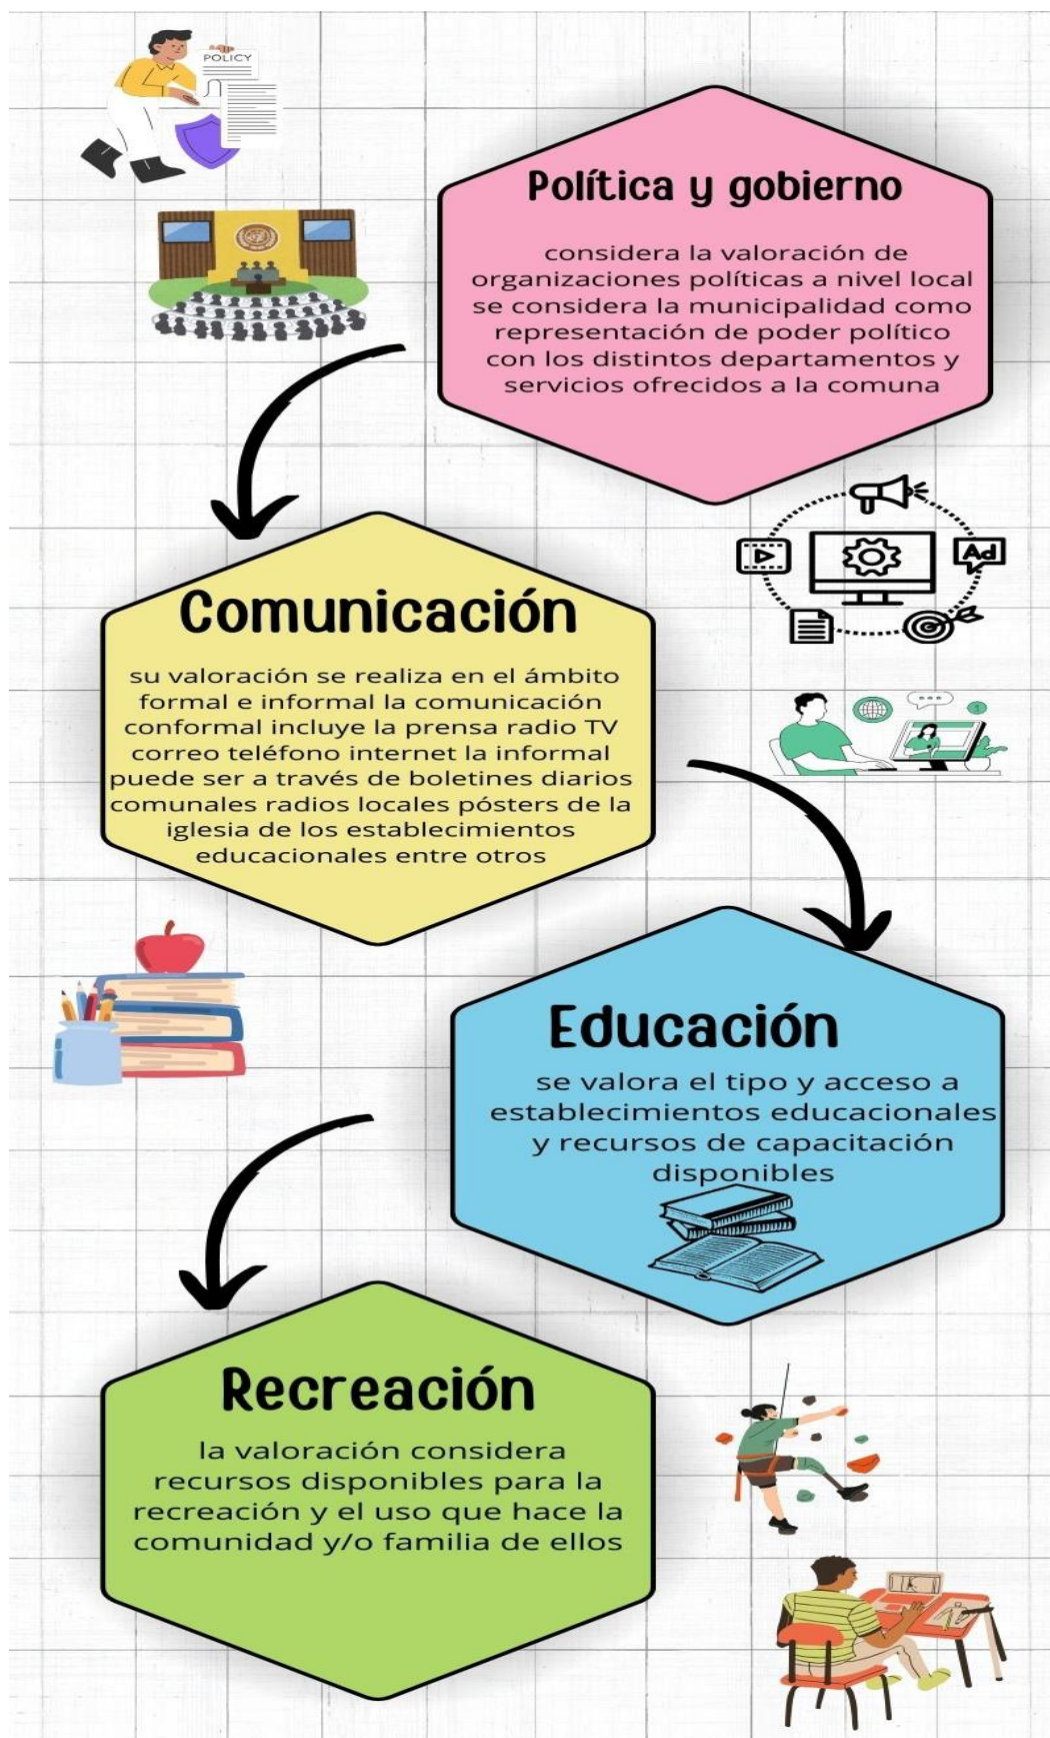 POLICY
Política y gobierno
considera la valoración de
organizaciones políticas a nivel local
se considera la municipalidad como
representación de poder político
con los distintos departamentos y
servicios ofrecidos a la comuna
Ad
Comunicación
su valoración se realiza en el ámbito
formal e informal la comunicación
conformal incluye la prensa radio TV
correo teléfono internet la informal
puede ser a través de boletines diarios
comunales radios locales pósters de la
iglesia de los establecimientos
educacionales entre otros
Educación
se valora el tipo y acceso a
establecimientos educacionales
y recursos de capacitación
disponibles
Recreación
la valoración considera
recursos disponibles para la
recreación y el uso que hace la
comunidad y/o familia de ellos